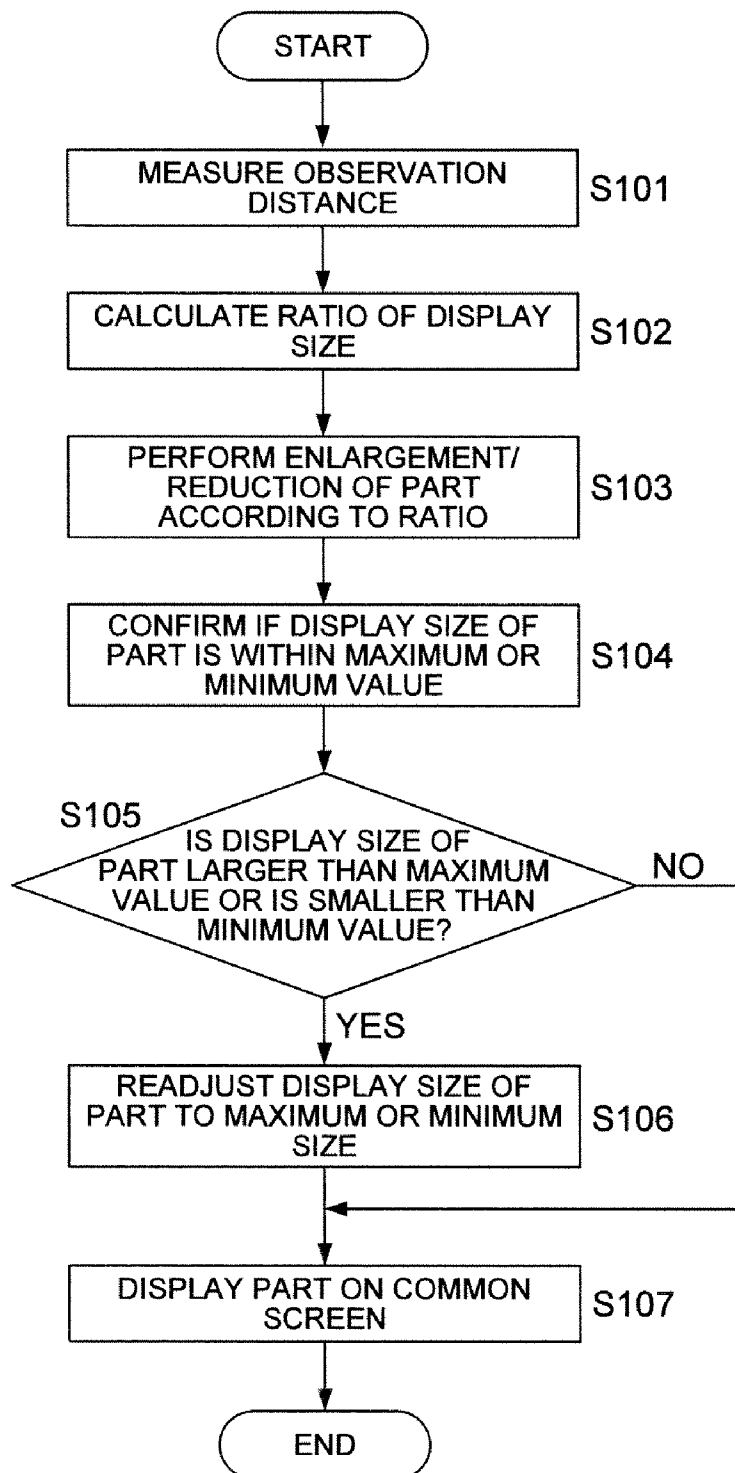 START
MEASURE OBSERVATION
DISTANCE
S101
CALCULATE RATIO OF DISPLAY
SIZE
S102
PERFORM ENLARGEMENT/
REDUCTION OF PART
ACCORDING TO RATIO
S103
CONFIRM IF DISPLAY SIZE OF
PART IS WITHIN MAXIMUM OR
MINIMUM VALUE
S104
S105
IS DISPLAY SIZE OF
PART LARGER THAN MAXIMUM
VALUE OR IS SMALLER THAN
MINIMUM VALUE?
NO
YES
READJUST DISPLAY SIZE OF
PART TO MAXIMUM OR MINIMUM
SIZE
S106
DISPLAY PART ON COMMON
SCREEN
S107
END